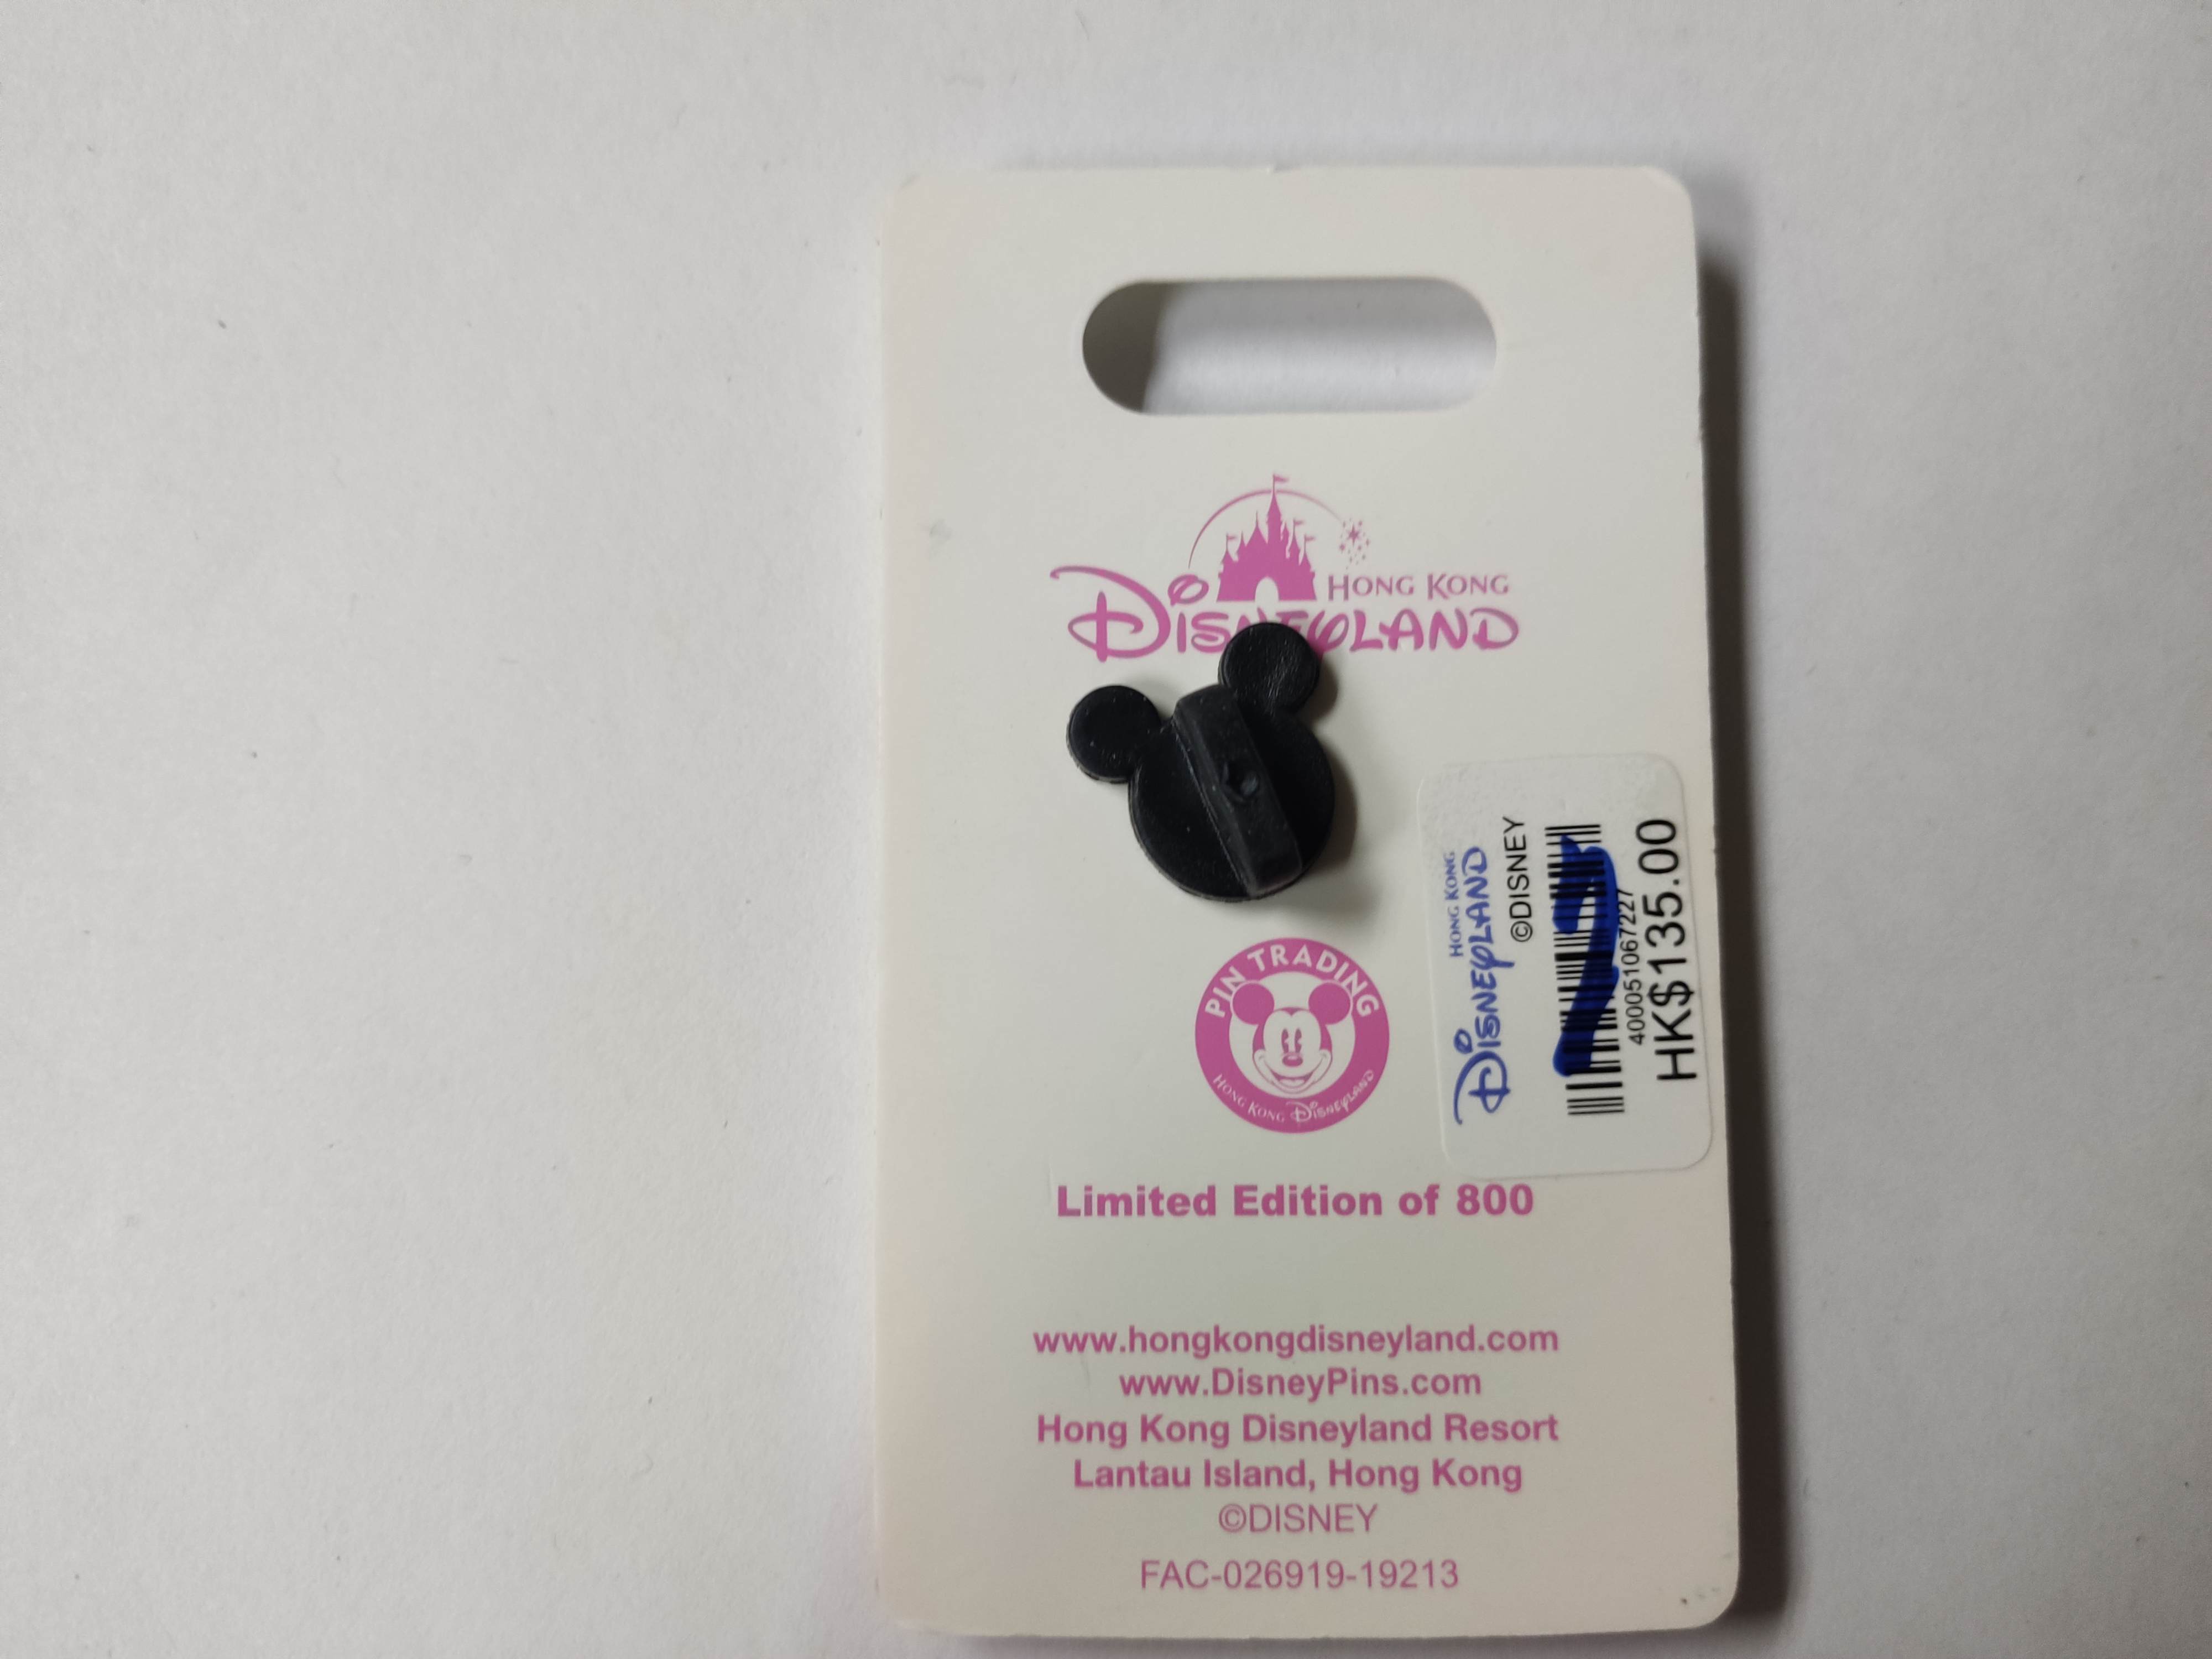 HONG KONG
DISNEYLAND
PIN TRADING
HONG KONG DISNEYLAND
Limited Edition of 800
www.hongkongdisneyland.com
www.DisneyPins.com
Hong Kong Disneyland Resort
Lantau Island, Hong Kong
©DISNEY
FAC-026919-19213
HONG KONG
DISNEYLAND
©DISNEY
400051067227
HK$135.00